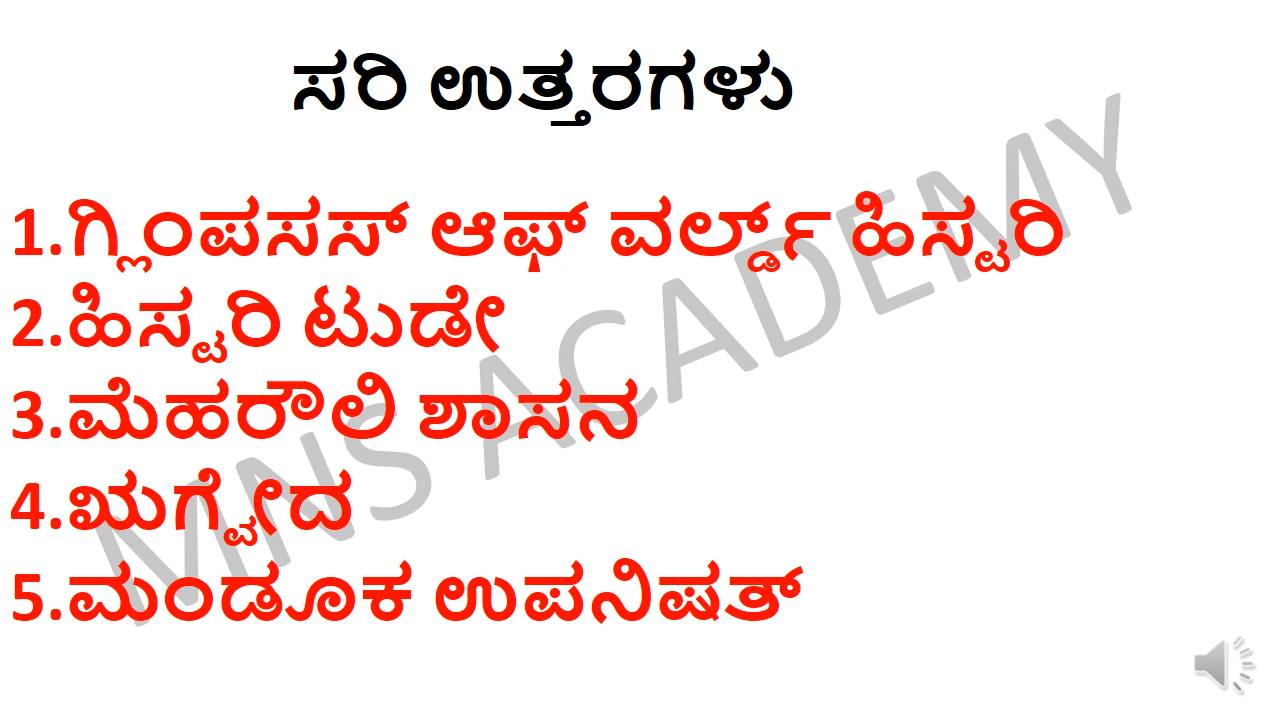 ಸರಿ ಉತ್ತರಗಳು
1.ಗ್ಲಿಂಪಸಸ್ ಆಫ್ ವರ್ಲ್ಡ್ ಹಿಸ್ಟರಿ
2.ಹಿಸ್ಟರಿ ಟುಡೇ
3.ಮೆಹರೌಲಿ ಶಾಸನ
4.ಋಗ್ವೇದ
5.ಮಂಡೂಕ ಉಪನಿಷತ್
MNS ACADEMY